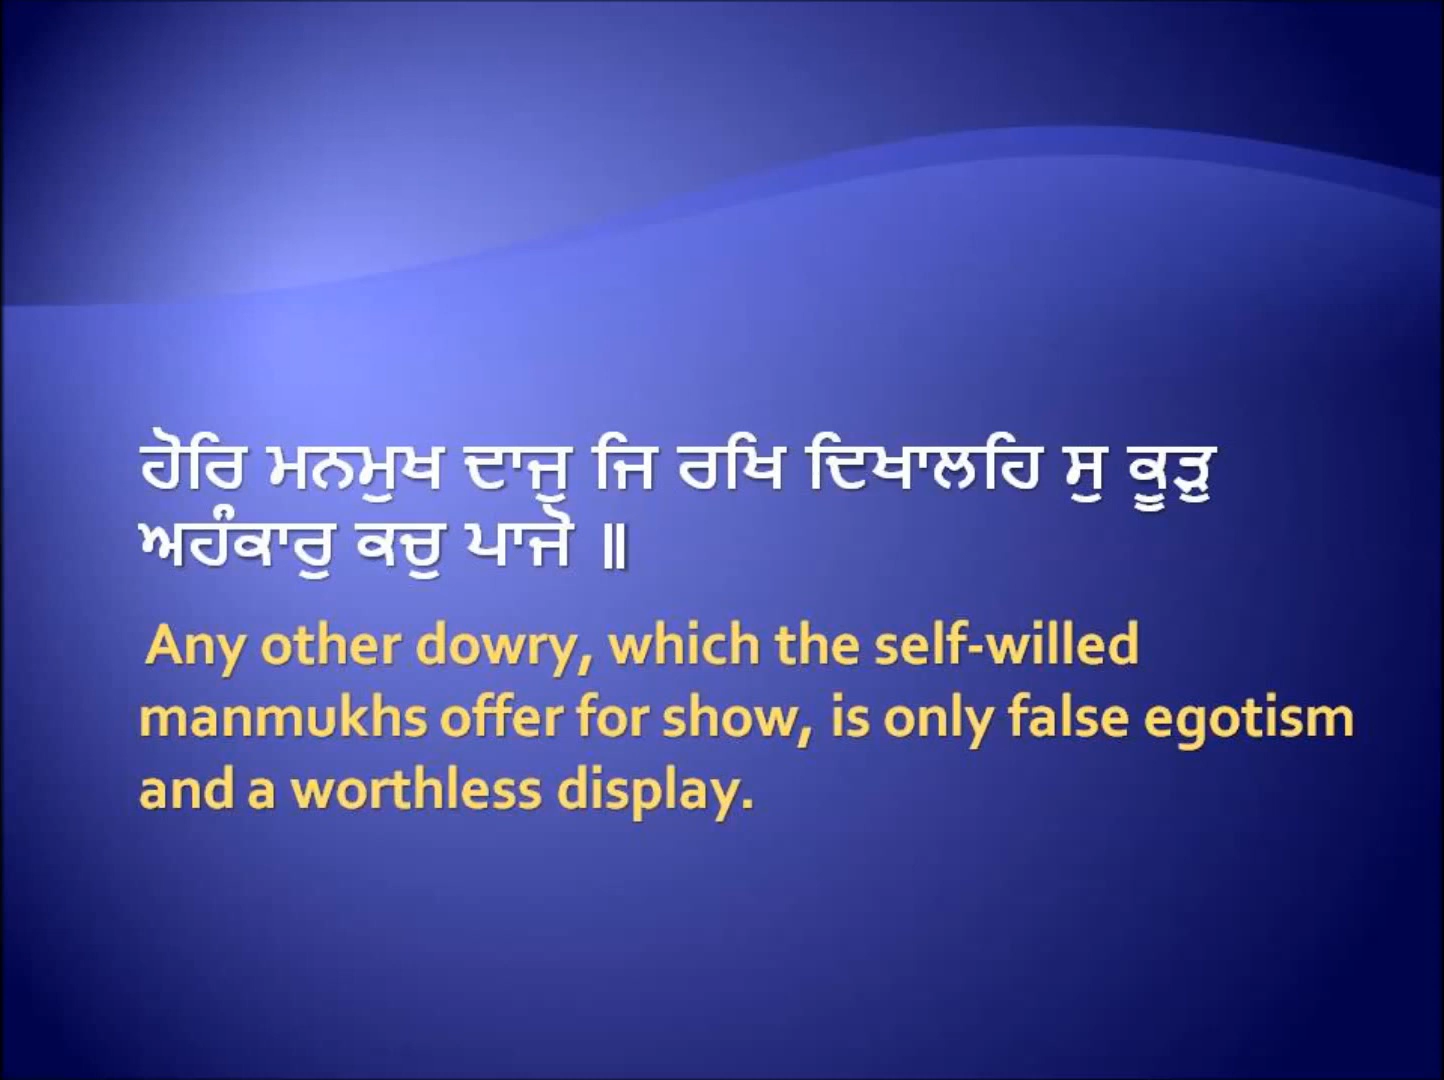 ਹੋਰਿ ਮਨਮੁਖ ਦਾਜੁ ਜਿ ਰਖਿ ਦਿਖਾਲਹਿ ਸੁ ਕੂੜੁ
ਅਹੰਕਾਰੁ ਕਚੁ ਪਾਜੋ ॥
Any other dowry, which the self-willed
manmukhs offer for show, is only false egotism
and a worthless display.